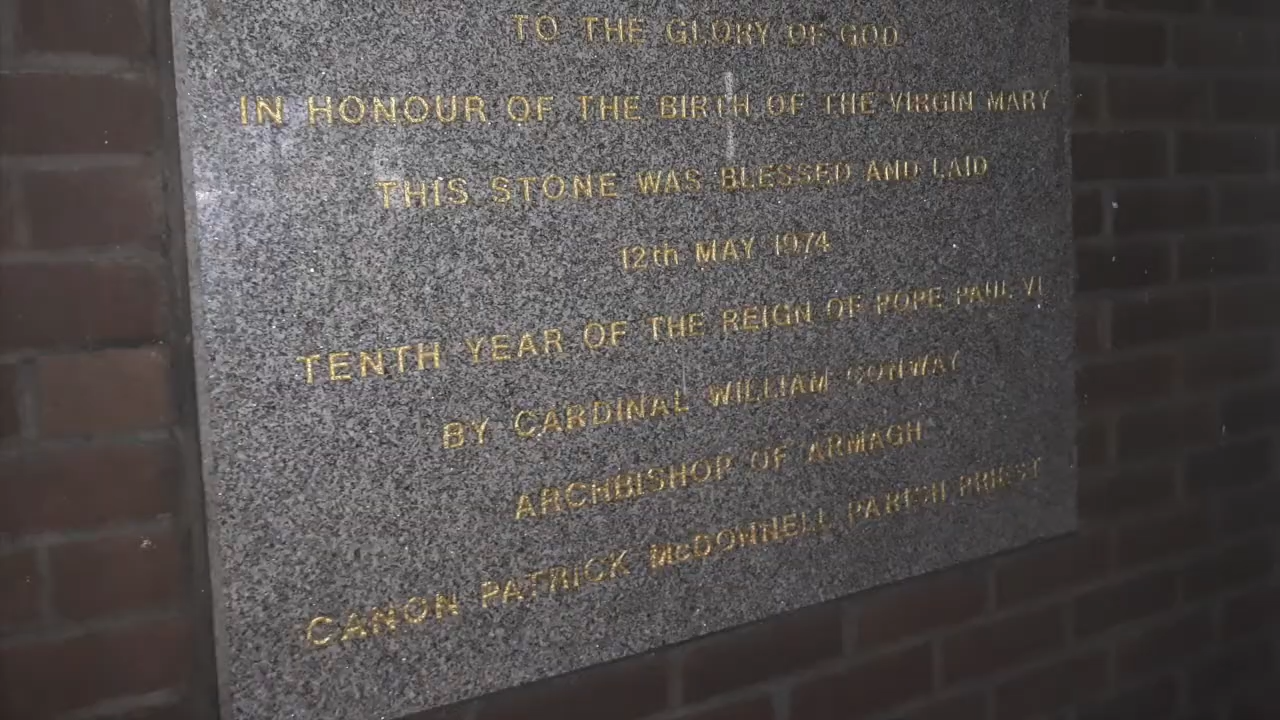 TO THE GLORY OF GOD
IN HONOUR OF THE BIRTH OF THE VIRGIN MARY
THIS STONE WAS BLESSED AND LAID
12th MAY 1974
TENTH YEAR OF THE REIGN OF POPE PAUL VI
BY CARDINAL WILLIAM CONWAY
ARCHBISHOP OF ARMAGH
CANON PATRICK McDONNELL PARISH PRIEST